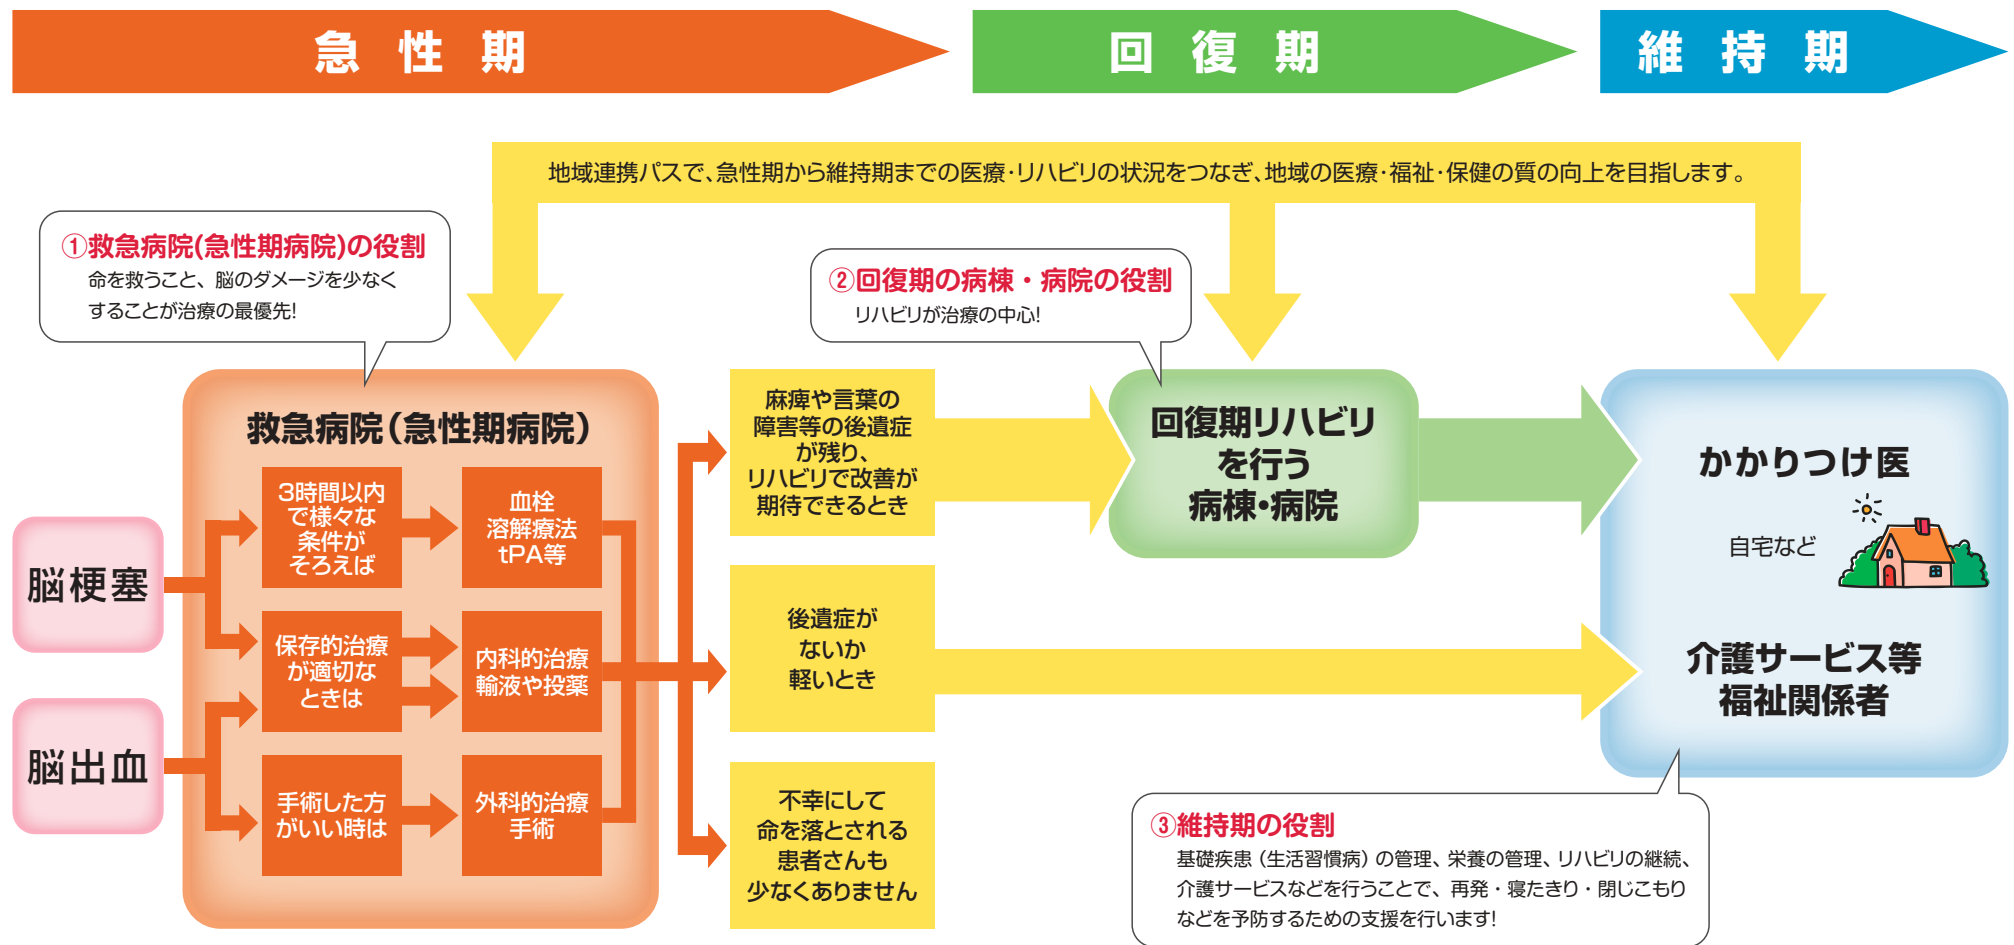 急性期
回復期
維持期
地域連携パスで、急性期から維持期までの医療・リハビリの状況をつなぎ、地域の医療・福祉・保健の質の向上を目指します。
①救急病院(急性期病院)の役割
命を救うこと、脳のダメージを少なく
することが治療の最優先!
②回復期の病棟・病院の役割
リハビリが治療の中心!
脳梗塞
脳出血
救急病院(急性期病院)
3時間以内
で様々な
条件が
そろえば
血栓
溶解療法
tPA等
保存的治療
が適切な
ときは
内科的治療
輸液や投薬
手術した方
がいい時は
外科的治療
手術
麻痺や言葉の
障害等の後遺症
が残り、
リハビリで改善が
期待できるとき
後遺症が
ないか
軽いとき
不幸にして
命を落とされる
患者さんも
少なくありません
回復期リハビリ
を行う
病棟・病院
かかりつけ医
自宅など
介護サービス等
福祉関係者
③維持期の役割
基礎疾患(生活習慣病)の管理、栄養の管理、リハビリの継続、
介護サービスなどを行うことで、再発・寝たきり・閉じこもり
などを予防するための支援を行います!